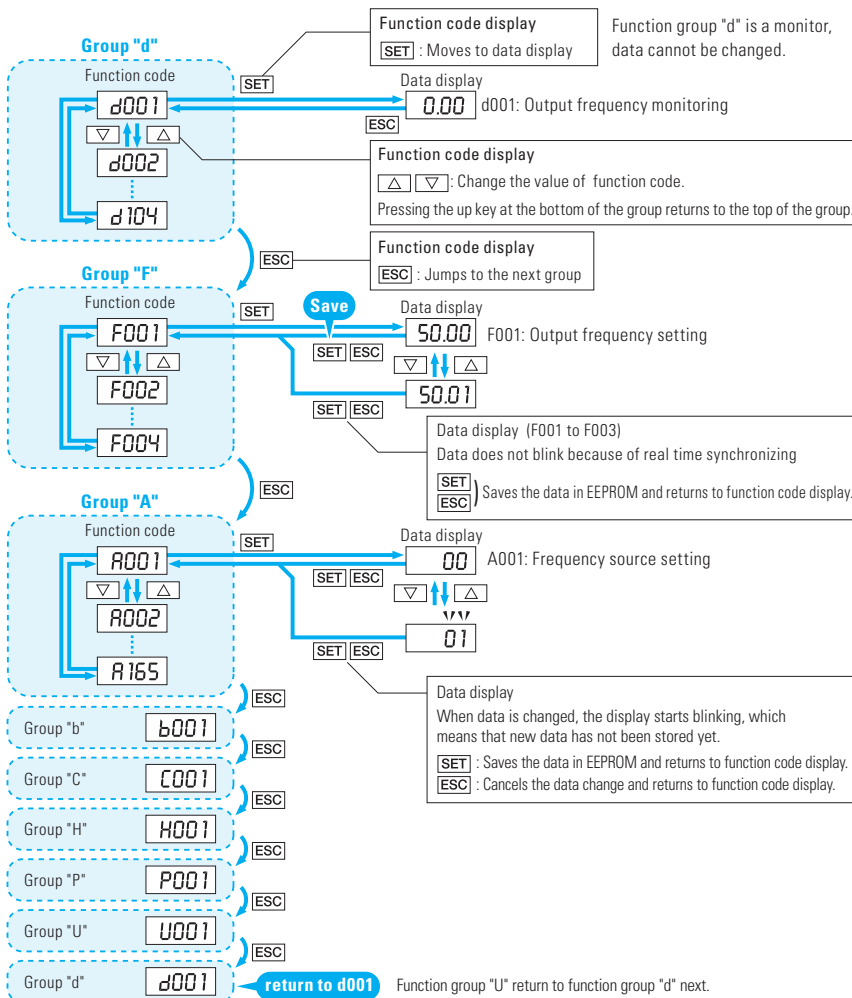 Function code display
SET : Moves to data display
Function group "d" is a monitor,
data cannot be changed.
Group "d"
Function code
SET
Data display
d001
0.00 d001: Output frequency monitoring
ESC
▽ △
d002
Function code display
△ ▽ : Change the value of function code.
Pressing the up key at the bottom of the group returns to the top of the group.
d104
Function code display
ESC : Jumps to the next group
ESC
Group "F"
Function code
SET
Save
Data display
F001
50.00 F001: Output frequency setting
SET ESC
▽ △
▽ △
F002
50.01
SET ESC
F004
Data display (F001 to F003)
Data does not blink because of real time synchronizing
SET
ESC ) Saves the data in EEPROM and returns to function code display.
ESC
Group "A"
Function code
SET
Data display
A001
00 A001: Frequency source setting
SET ESC
▽ △
▽ △
A002
01
SET ESC
A165
Data display
When data is changed, the display starts blinking, which
means that new data has not been stored yet.
SET : Saves the data in EEPROM and returns to function code display.
ESC : Cancels the data change and returns to function code display.
ESC
Group "b" b001
ESC
Group "C" C001
ESC
Group "H" H001
ESC
Group "P" P001
ESC
Group "U" U001
ESC
Group "d" d001 return to d001 Function group "U" return to function group "d" next.